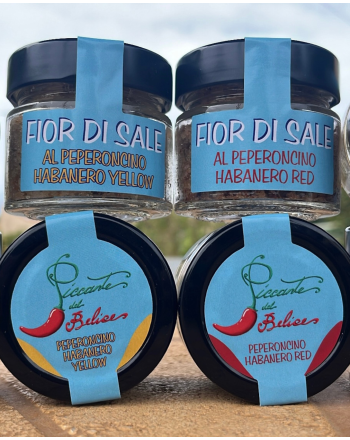 FIOR DI SALE
AL PEPERONCINO
HABANERO YELLOW
FIOR DI SALE
AL PEPERONCINO
HABANERO RED
Piccante
del
Belice
PEPERONCINO
HABANERO
YELLOW
Piccante
del
Belice
PEPERONCINO
HABANERO RED